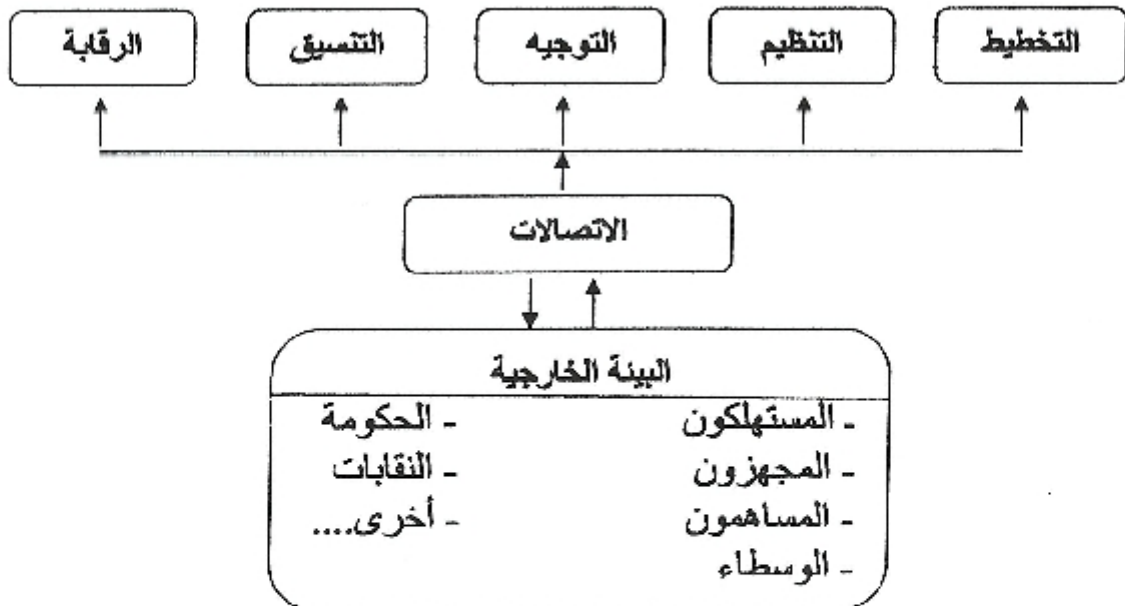 التخطيط
التنظيم
التوجيه
التنسيق
الرقابة
الاتصالات
البيئة الخارجية
- المستهلكون
- المجهزون
- المساهمون
- الوسطاء
- الحكومة
- النقابات
- أخرى....